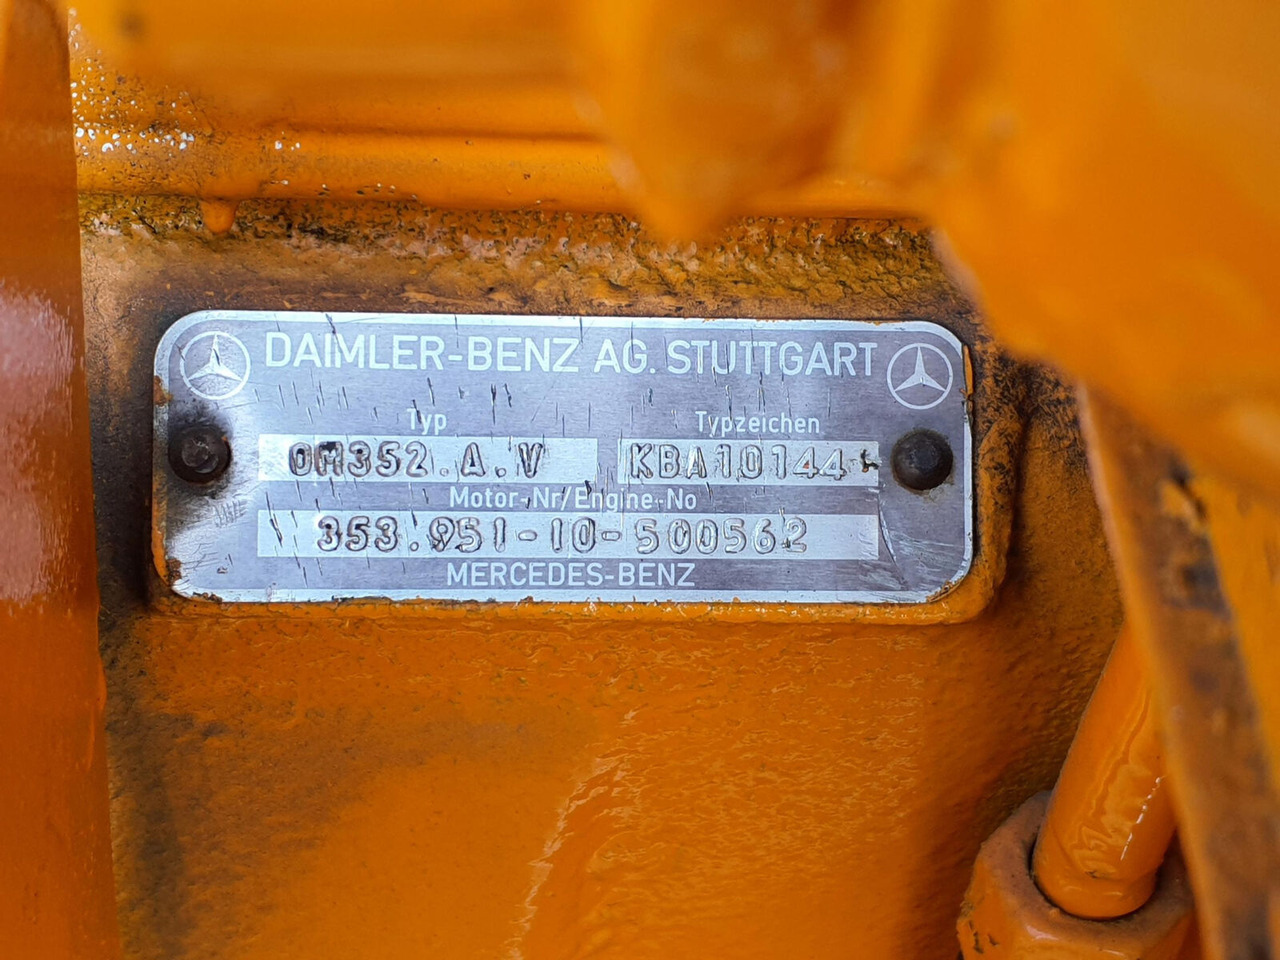 DAIMLER-BENZ AG. STUTTGART
Typ Typzeichen
OM352.A.V KBA10144
Motor-Nr/Engine-No
353.951-10-500562
MERCEDES-BENZ